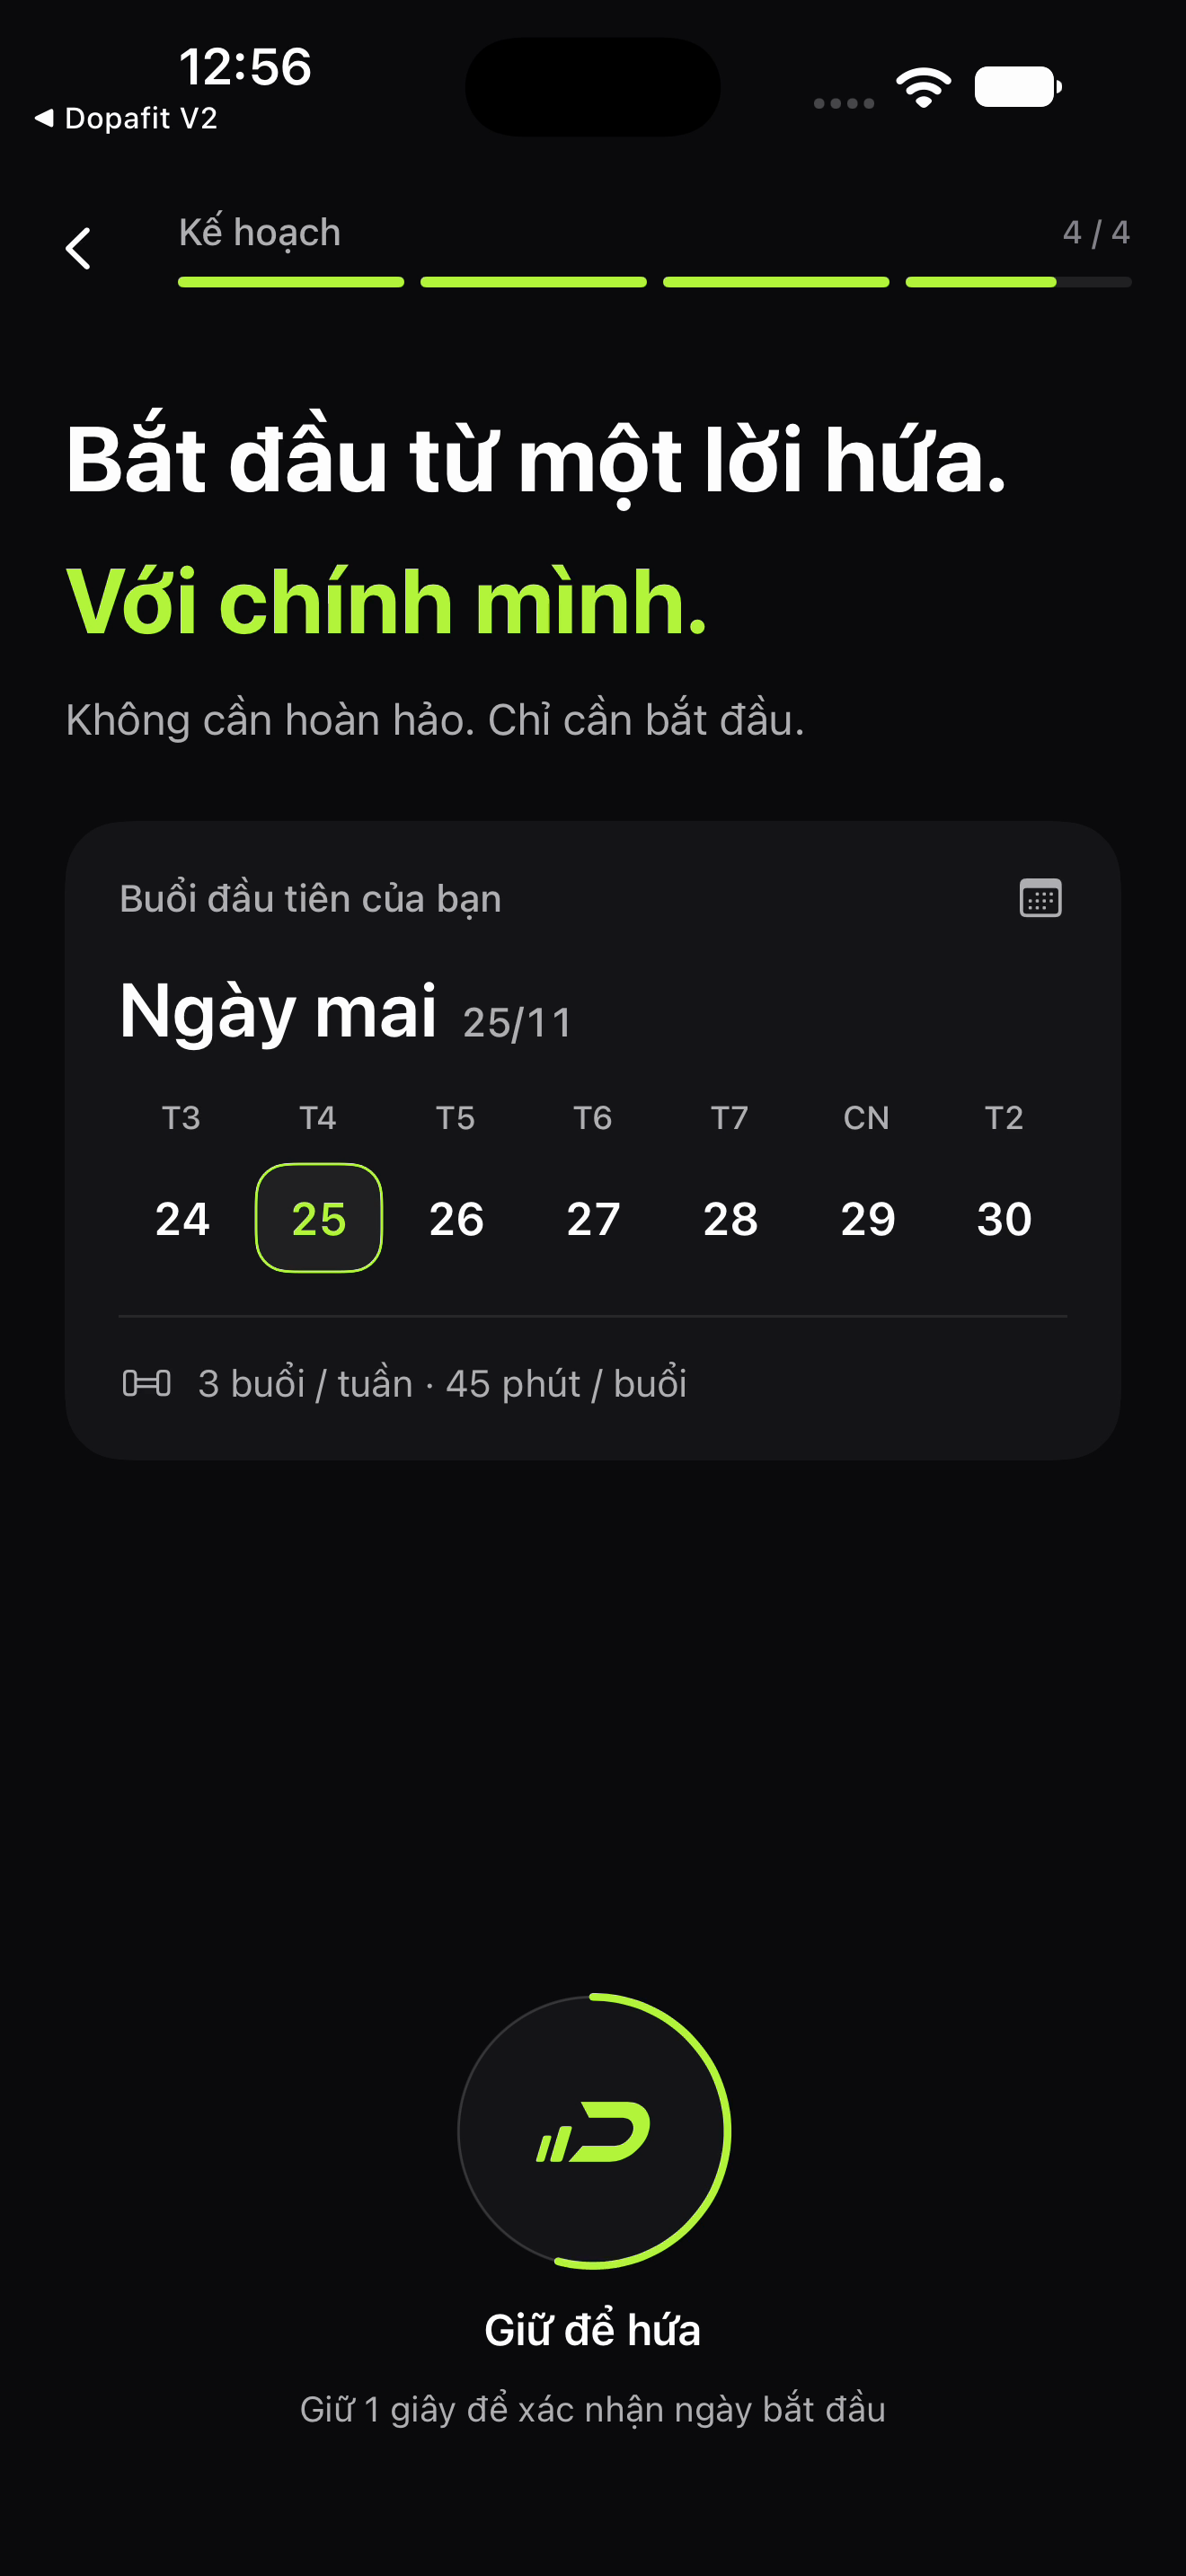 12:56
◀ Dopafit V2
Kế hoạch
4 / 4
Bắt đầu từ một lời hứa.
Với chính mình.
Không cần hoàn hảo. Chỉ cần bắt đầu.
Buổi đầu tiên của bạn
Ngày mai 25/11
T3 T4 T5 T6 T7 CN T2
24 25 26 27 28 29 30
3 buổi / tuần · 45 phút / buổi
Giữ để hứa
Giữ 1 giây để xác nhận ngày bắt đầu